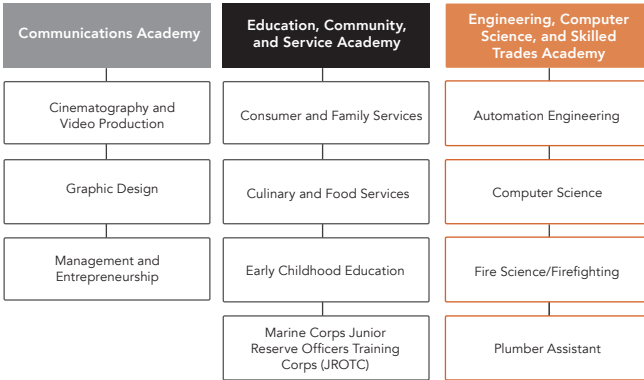 Communications Academy
Cinematography and
Video Production
Graphic Design
Management and
Entrepreneurship
Education, Community,
and Service Academy
Consumer and Family Services
Culinary and Food Services
Early Childhood Education
Marine Corps Junior
Reserve Officers Training
Corps (JROTC)
Engineering, Computer
Science, and Skilled
Trades Academy
Automation Engineering
Computer Science
Fire Science/Firefighting
Plumber Assistant